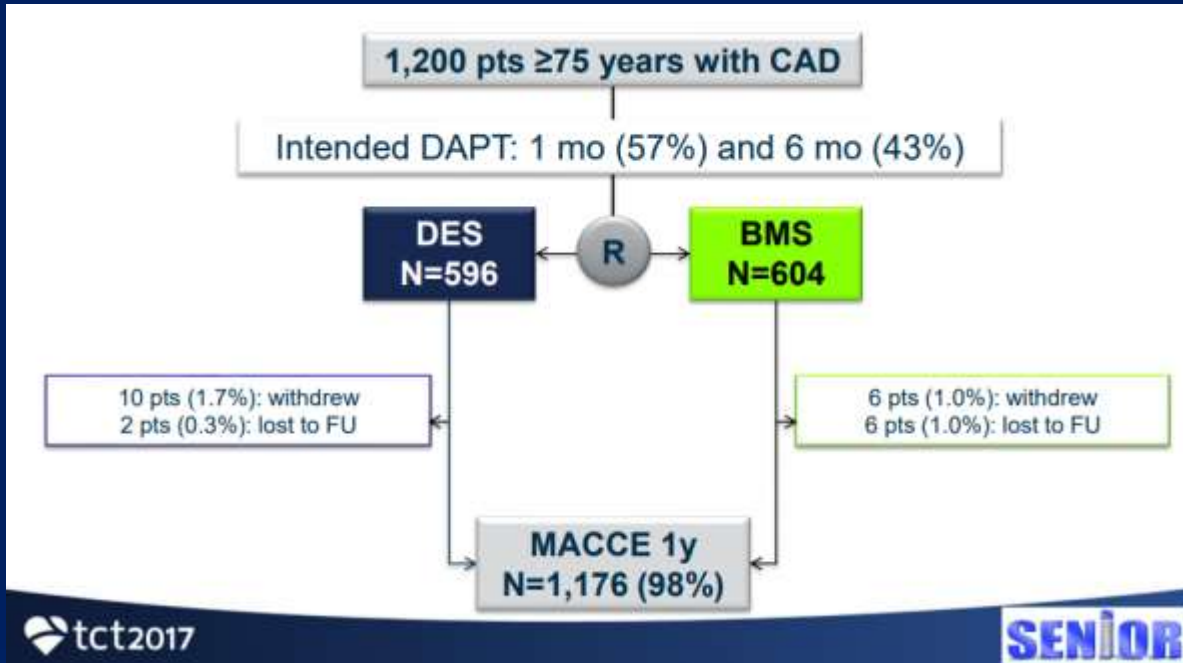 1,200 pts ≥75 years with CAD
Intended DAPT: 1 mo (57%) and 6 mo (43%)
DES
N=596
R
BMS
N=604
10 pts (1.7%): withdrew
2 pts (0.3%): lost to FU
6 pts (1.0%): withdrew
6 pts (1.0%): lost to FU
MACCE 1y
N=1,176 (98%)
tct2017
SENIOR